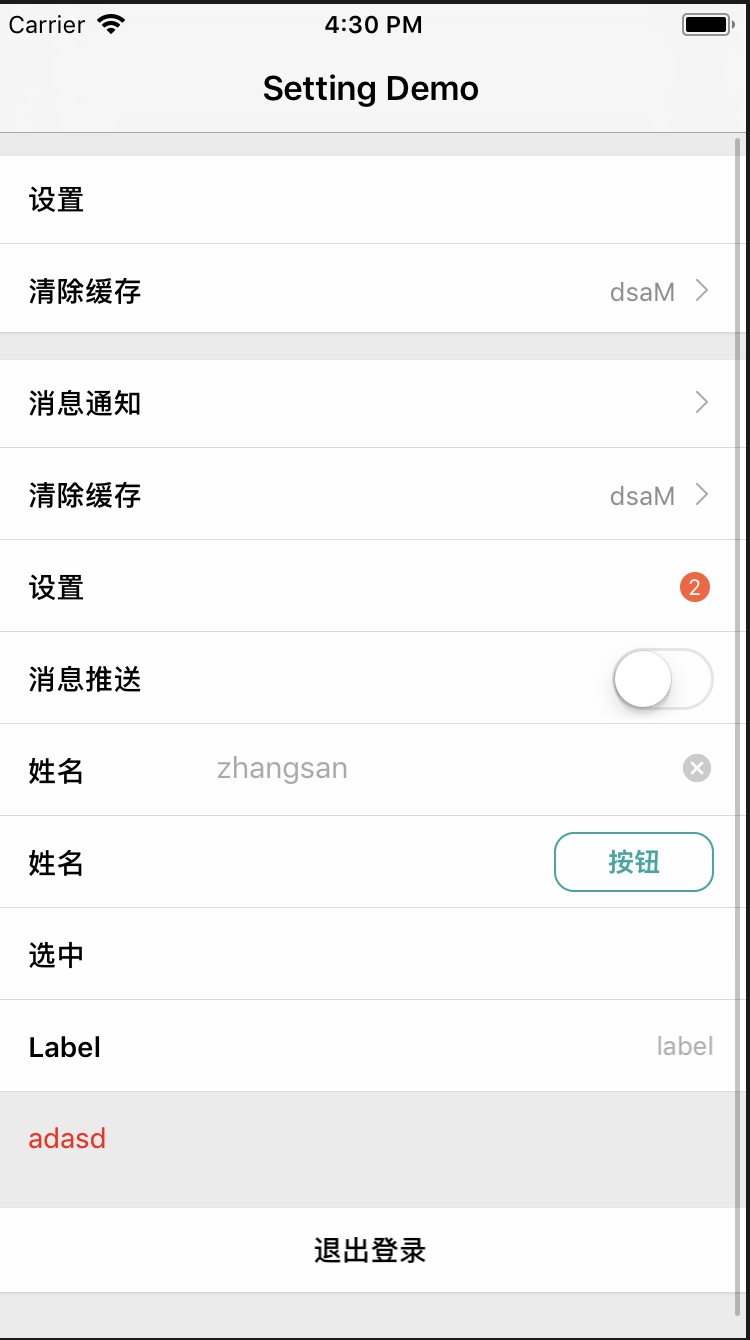 Carrier 4:30 PM
Setting Demo
设置
清除缓存 dsaM
消息通知
清除缓存 dsaM
设置 2
消息推送
姓名 zhangsan
姓名 按钮
选中
Label label
adasd
退出登录